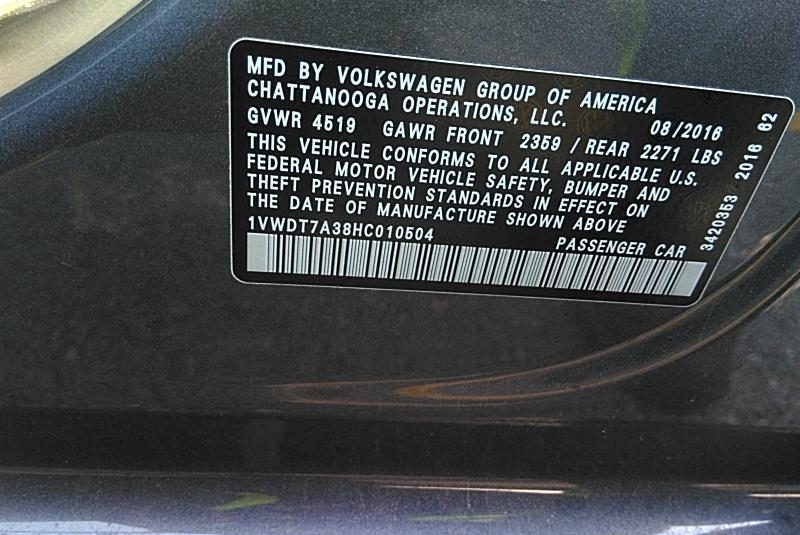 MFD BY VOLKSWAGEN GROUP OF AMERICA
CHATTANOOGA OPERATIONS, LLC. 08/2016
GVWR 4519 GAWR FRONT 2359 / REAR 2271 LBS
THIS VEHICLE CONFORMS TO ALL APPLICABLE U.S.
FEDERAL MOTOR VEHICLE SAFETY, BUMPER AND
THEFT PREVENTION STANDARDS IN EFFECT ON
THE DATE OF MANUFACTURE SHOWN ABOVE
1VWDT7A38HC010504 PASSENGER CAR
3420353 2016 62